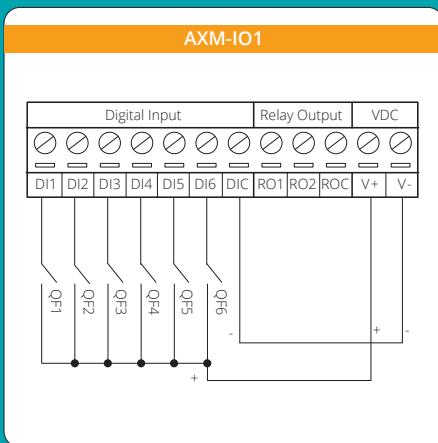 AXM-IO1
Digital Input Relay Output VDC
DI1 DI2 DI3 DI4 DI5 DI6 DIC RO1 RO2 ROC V+ V-
QF1 QF2 QF3 QF4 QF5 QF6
- + -
+